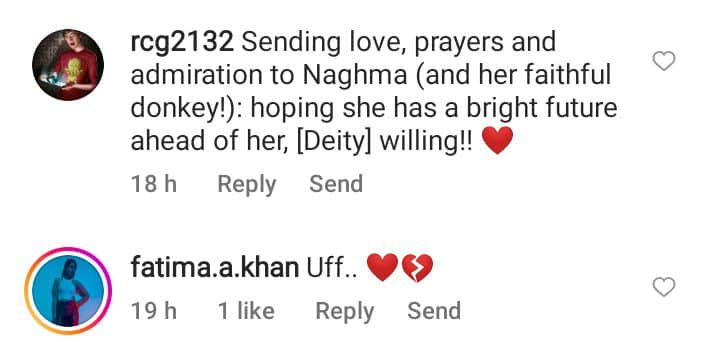 rcg2132 Sending love, prayers and
admiration to Naghma (and her faithful
donkey!): hoping she has a bright future
ahead of her, [Deity] willing!! ❤️
18 h Reply Send
fatima.a.khan Uff.. ❤️💔
19 h 1 like Reply Send